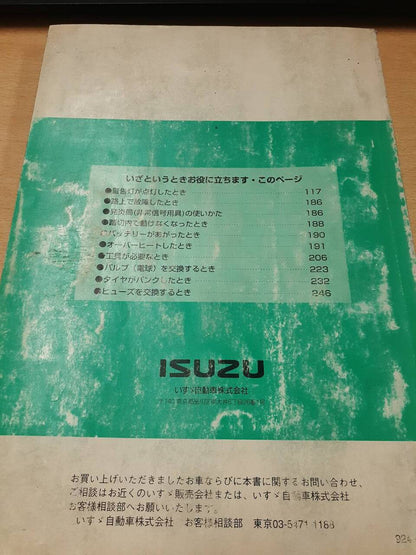 いざというときお役に立ちます・このページ
●警告灯が点灯したとき 117
●路上で故障したとき 186
●発炎筒(非常信号用具)の使いかた 186
●踏切内で動けなくなったとき 188
●バッテリーがあがったとき 190
●オーバーヒートしたとき 191
●工具が必要なとき 206
●バルブ(電球)を交換するとき 223
●タイヤがパンクしたとき 232
●ヒューズを交換するとき 246
ISUZU
いすゞ自動車株式会社
お買い上げいただきましたお車ならびに本書に関するお問い合わせ、
ご相談はお近くのいすゞ販売会社または、いすゞ自動車株式会社
お客様相談部へお願いいたします。
いすゞ自動車株式会社 お客様相談部 東京03-5471-1188